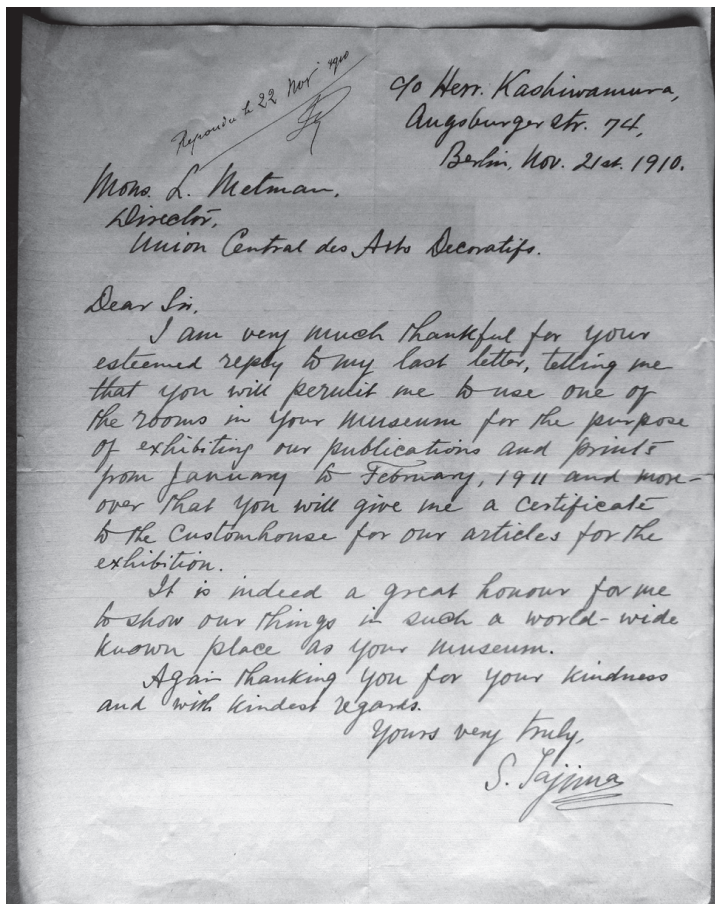 Répondu le 22 Nov 1910
c/o Herr. Kashiwamura,
Augsburger Str. 74,
Berlin, Nov. 21st. 1910.
Mons. L. Metman,
Director,
Union Central des Arts Decoratifs.
Dear Sir.
I am very much thankful for your
esteemed reply to my last letter, telling me
that you will permit me to use one of
the rooms in your museum for the purpose
of exhibiting our publications and prints
from January to February, 1911 and more-
over that you will give me a certificate
to the customhouse for our articles for the
exhibition.
It is indeed a great honour for me
to show our things in such a world-wide
known place as your museum.
Again thanking you for your kindness
and with kindest regards.
Yours very truly,
S. Tajima